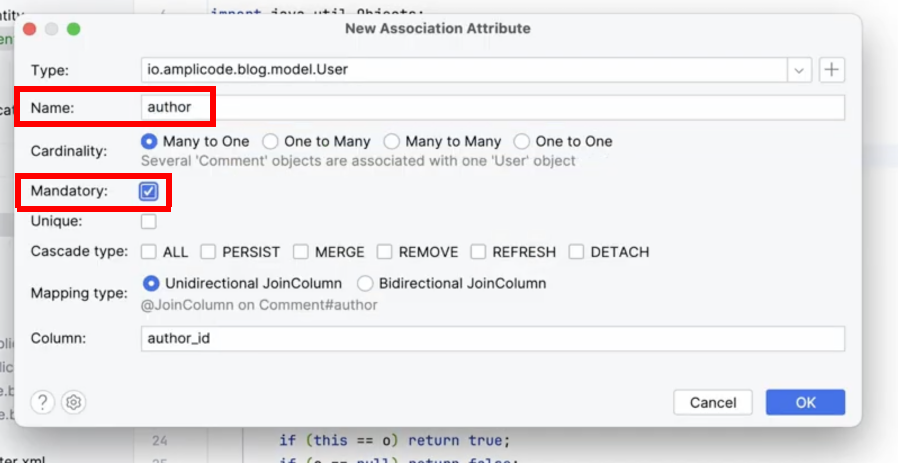 ntity
6 import java.util.Objects;
New Association Attribute
Type: io.amplicode.blog.model.User
Name: author
Cardinality: Many to One One to Many Many to Many One to One
Several 'Comment' objects are associated with one 'User' object
Mandatory:
Unique:
Cascade type: ALL PERSIST MERGE REMOVE REFRESH DETACH
Mapping type: Unidirectional JoinColumn Bidirectional JoinColumn
@JoinColumn on Comment#author
Column: author_id
? Cancel OK
24 if (this == o) return true;
ter.xml
25 if (o == null) return false;